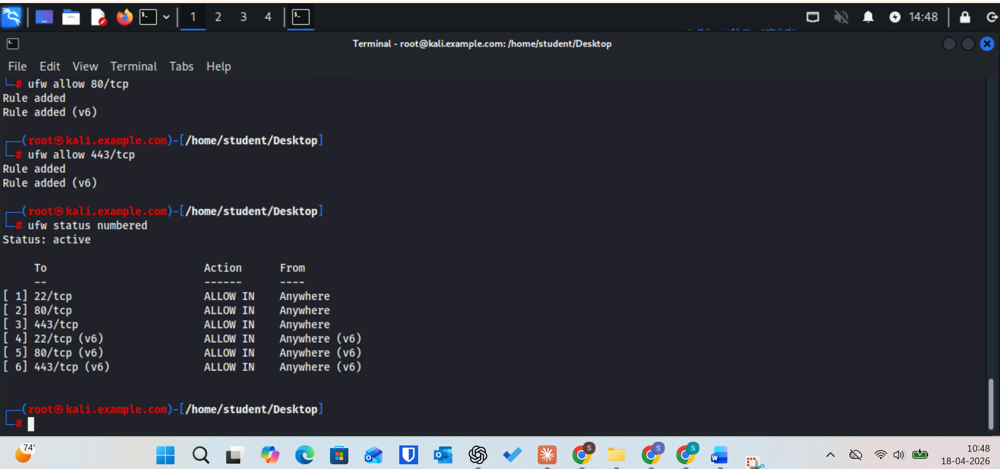 1 2 3 4 14:48
Terminal - root@kali.example.com: /home/student/Desktop
File Edit View Terminal Tabs Help
└─# ufw allow 80/tcp
Rule added
Rule added (v6)
┌──(root㉿kali.example.com)-[/home/student/Desktop]
└─# ufw allow 443/tcp
Rule added
Rule added (v6)
┌──(root㉿kali.example.com)-[/home/student/Desktop]
└─# ufw status numbered
Status: active
To Action From
-- ------ ----
[ 1] 22/tcp ALLOW IN Anywhere
[ 2] 80/tcp ALLOW IN Anywhere
[ 3] 443/tcp ALLOW IN Anywhere
[ 4] 22/tcp (v6) ALLOW IN Anywhere (v6)
[ 5] 80/tcp (v6) ALLOW IN Anywhere (v6)
[ 6] 443/tcp (v6) ALLOW IN Anywhere (v6)
┌──(root㉿kali.example.com)-[/home/student/Desktop]
└─#
74°
S S S
10:48
18-04-2026